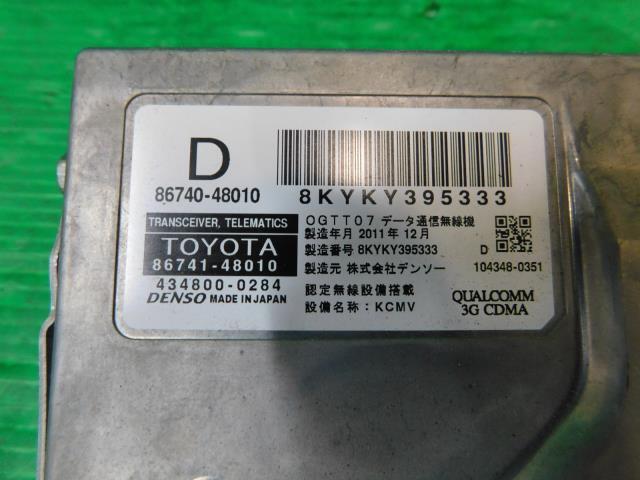 D
86740-48010
8KYKY395333
TRANSCEIVER, TELEMATICS
TOYOTA
86741-48010
434800-0284
DENSO MADE IN JAPAN
OGTT07 データ通信無線機
製造年月 2011年 12月
製造番号 8KYKY395333
D
製造元 株式会社デンソー
104348-0351
認定無線設備搭載
設備名称：KCMV
QUALCOMM
3G CDMA